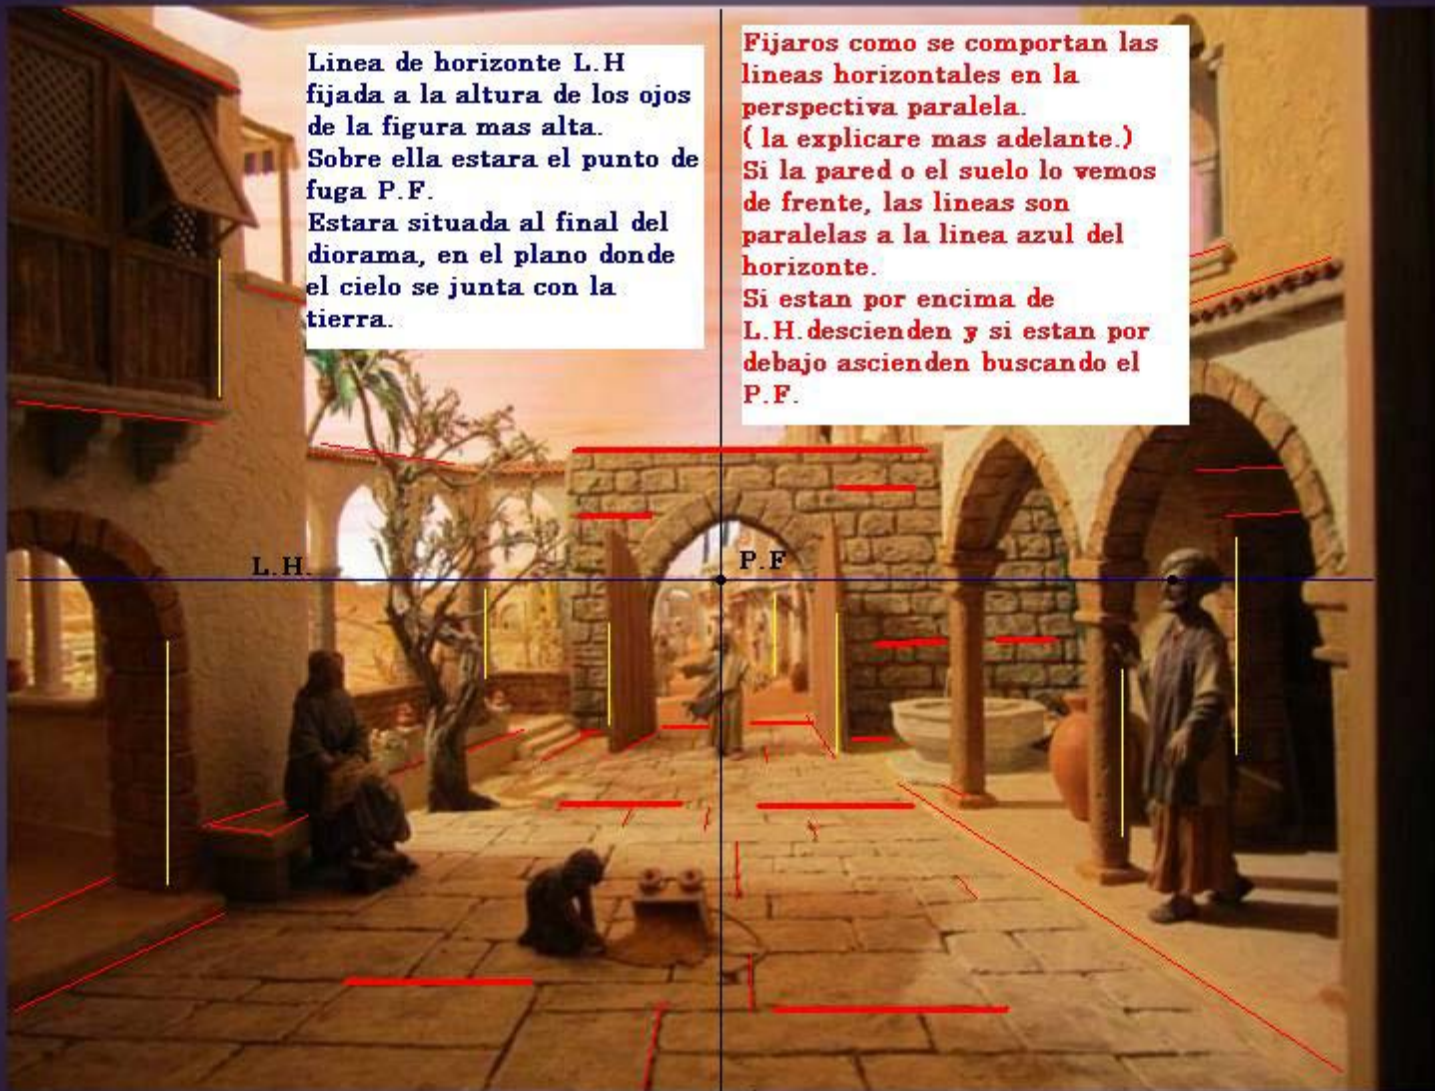 Linea de horizonte L.H
fijada a la altura de los ojos
de la figura mas alta.
Sobre ella estara el punto de
fuga P.F.
Estara situada al final del
diorama, en el plano donde
el cielo se junta con la
tierra.
Fijaros como se comportan las
lineas horizontales en la
perspectiva paralela.
( la explicare mas adelante.)
Si la pared o el suelo lo vemos
de frente, las lineas son
paralelas a la linea azul del
horizonte.
Si estan por encima de
L.H.descienden y si estan por
debajo ascienden buscando el
P.F.
L.H.
P.F